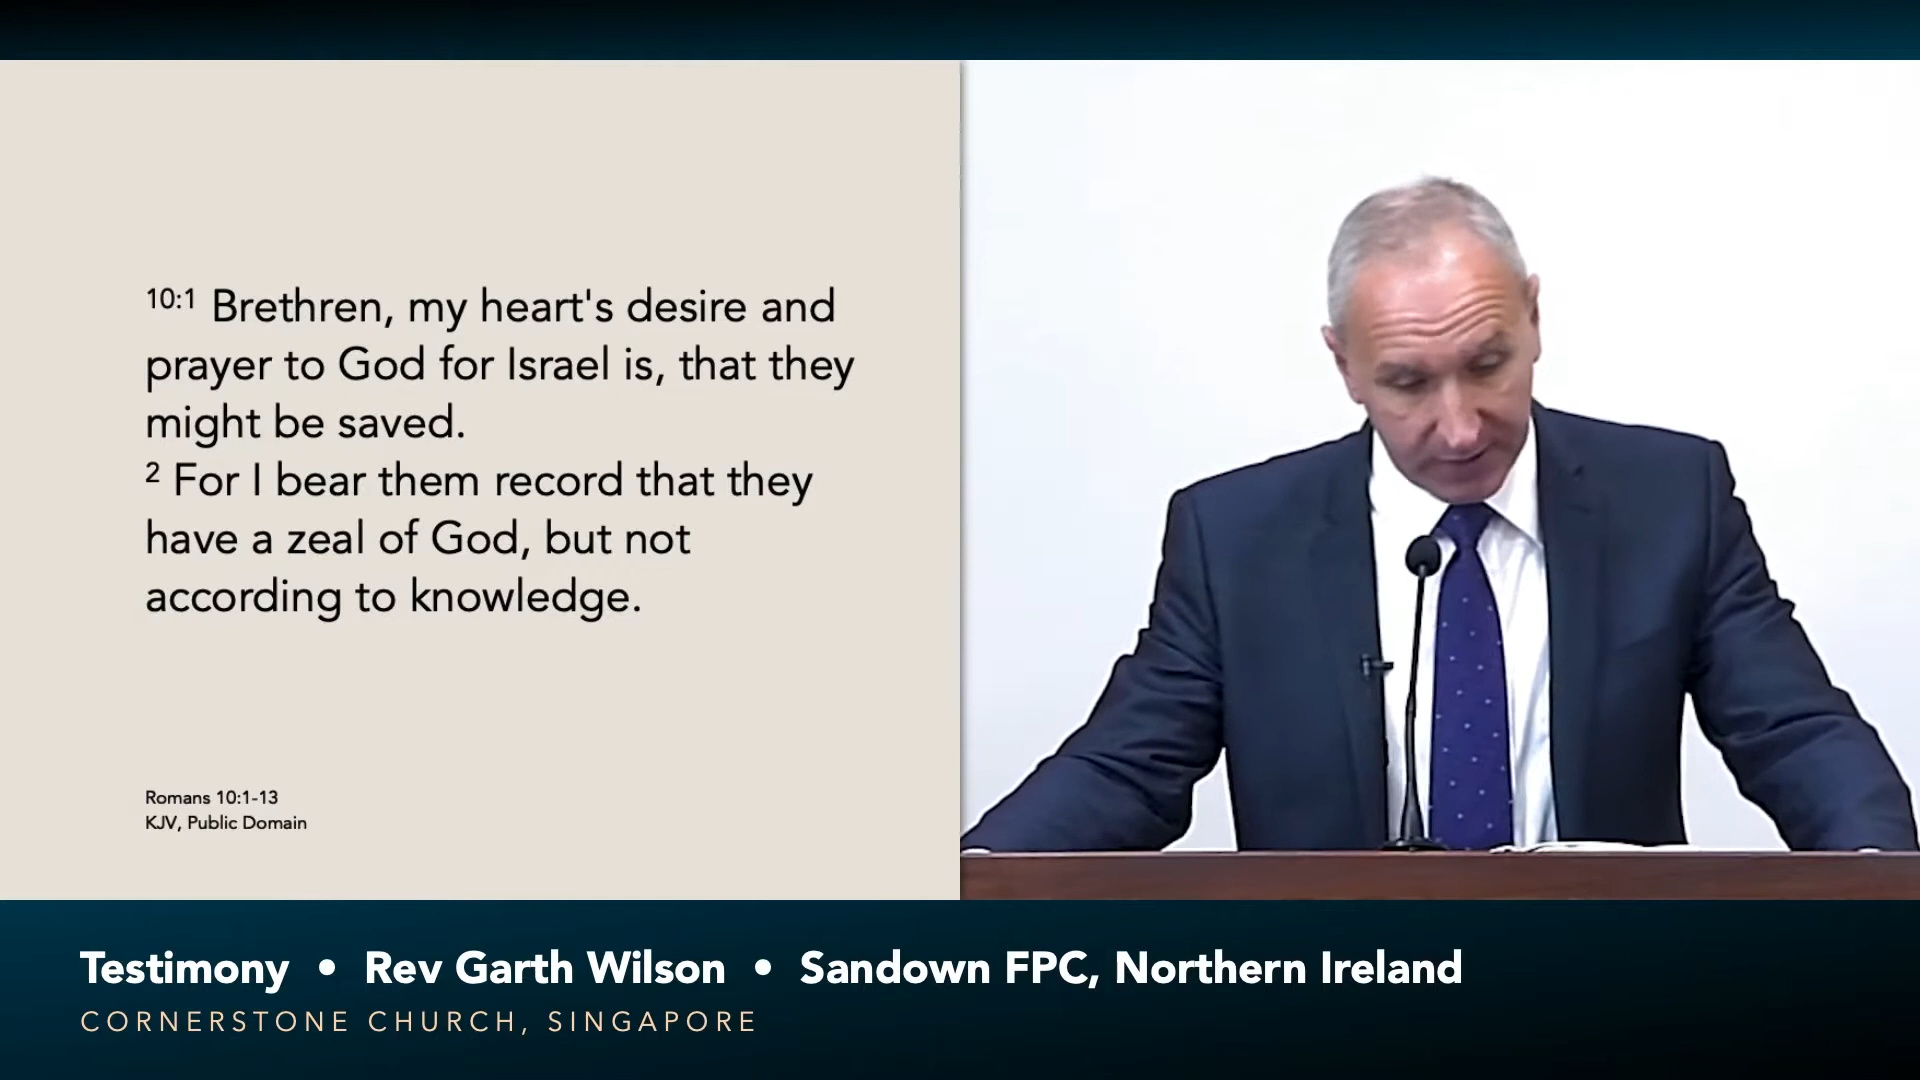 10:1 Brethren, my heart's desire and
prayer to God for Israel is, that they
might be saved.
2 For I bear them record that they
have a zeal of God, but not
according to knowledge.
Romans 10:1-13
KJV, Public Domain
Testimony • Rev Garth Wilson • Sandown FPC, Northern Ireland
CORNERSTONE CHURCH, SINGAPORE